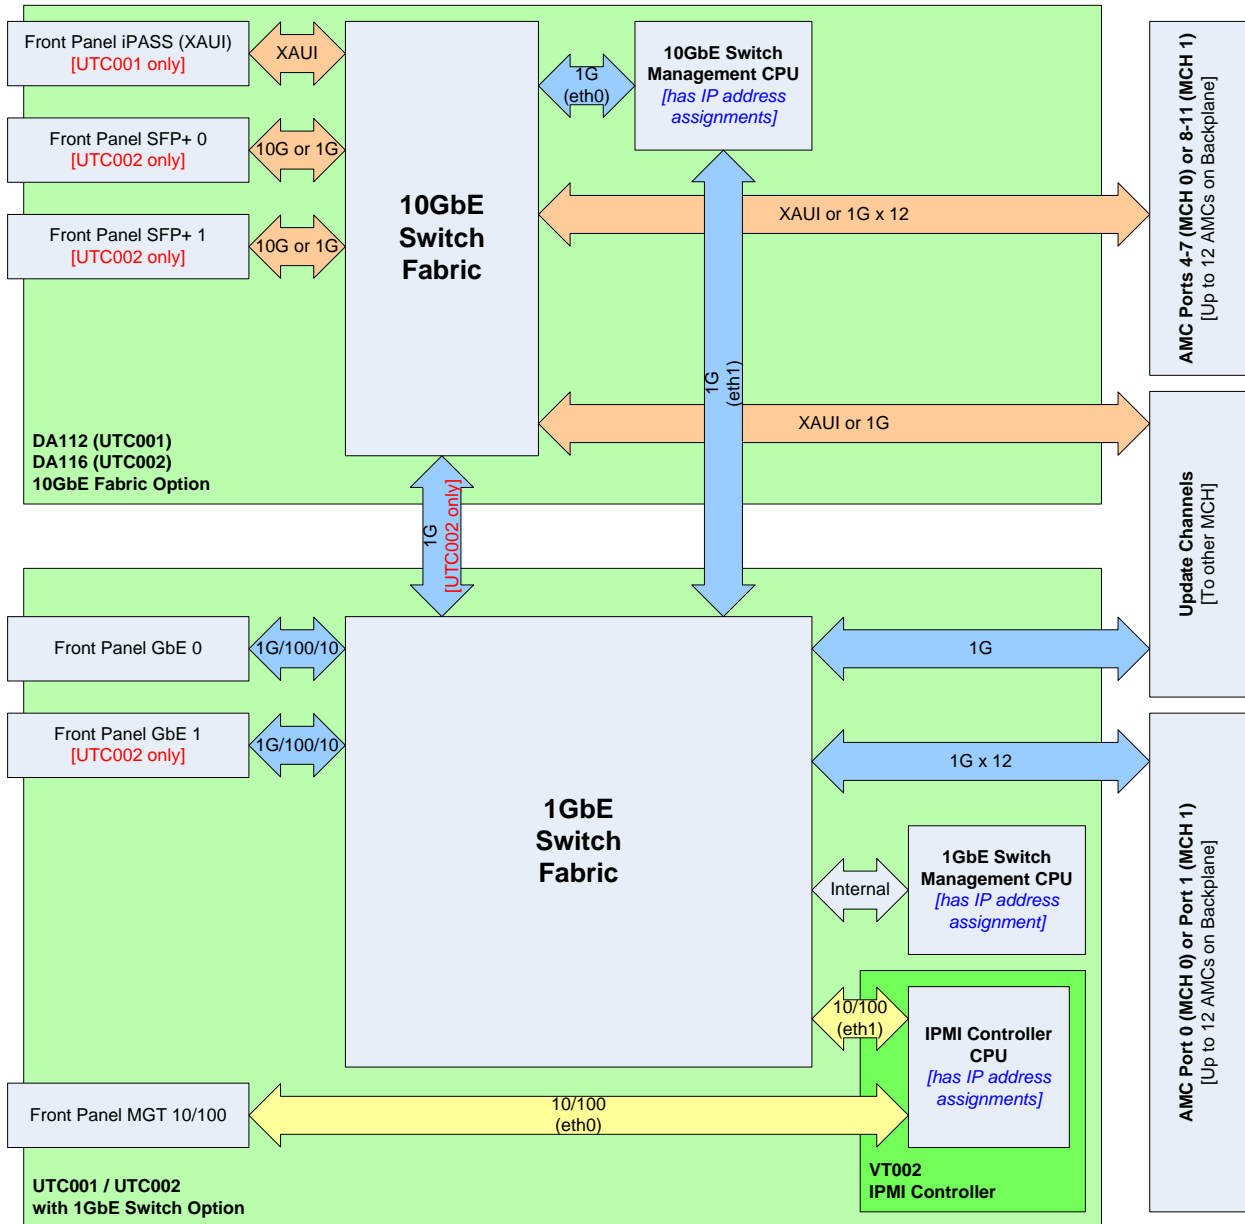 Front Panel iPASS (XAUI)
[UTC001 only]
XAUI
Front Panel SFP+ 0
[UTC002 only]
10G or 1G
Front Panel SFP+ 1
[UTC002 only]
10G or 1G
10GbE
Switch
Fabric
1G
(eth0)
10GbE Switch
Management CPU
[has IP address
assignments]
XAUI or 1G x 12
AMC Ports 4-7 (MCH 0) or 8-11 (MCH 1)
[Up to 12 AMCs on Backplane]
1G
(eth1)
XAUI or 1G
DA112 (UTC001)
DA116 (UTC002)
10GbE Fabric Option
1G
[UTC002 only]
Update Channels
[To other MCH]
Front Panel GbE 0
1G/100/10
Front Panel GbE 1
[UTC002 only]
1G/100/10
1GbE
Switch
Fabric
1G
1G x 12
AMC Port 0 (MCH 0) or Port 1 (MCH 1)
[Up to 12 AMCs on Backplane]
Internal
1GbE Switch
Management CPU
[has IP address
assignment]
10/100
(eth1)
IPMI Controller
CPU
[has IP address
assignments]
Front Panel MGT 10/100
10/100
(eth0)
VT002
IPMI Controller
UTC001 / UTC002
with 1GbE Switch Option